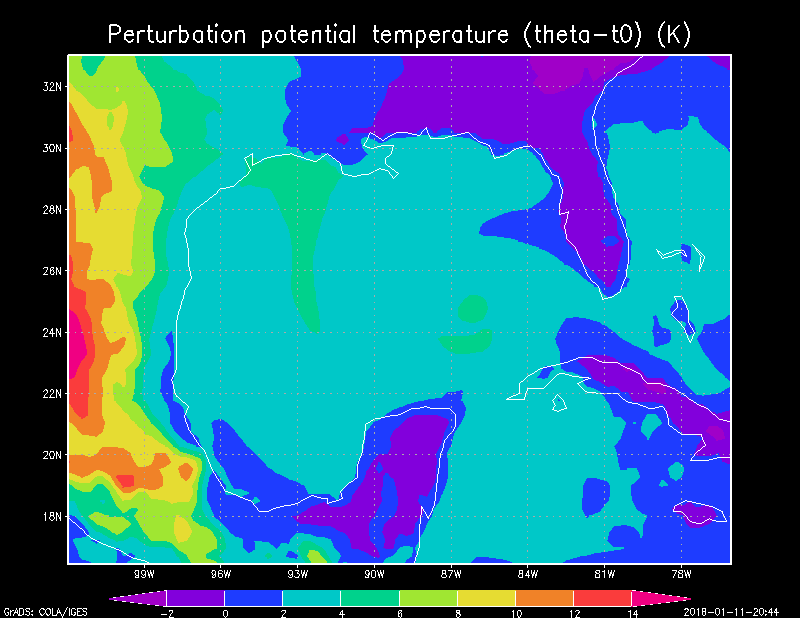 Perturbation potential temperature (theta-t0) (K)
32N
30N
28N
26N
24N
22N
20N
18N
99W 96W 93W 90W 87W 84W 81W 78W
-2 0 2 4 6 8 10 12 14
GrADS: COLA/IGES 2018-01-11-20:44